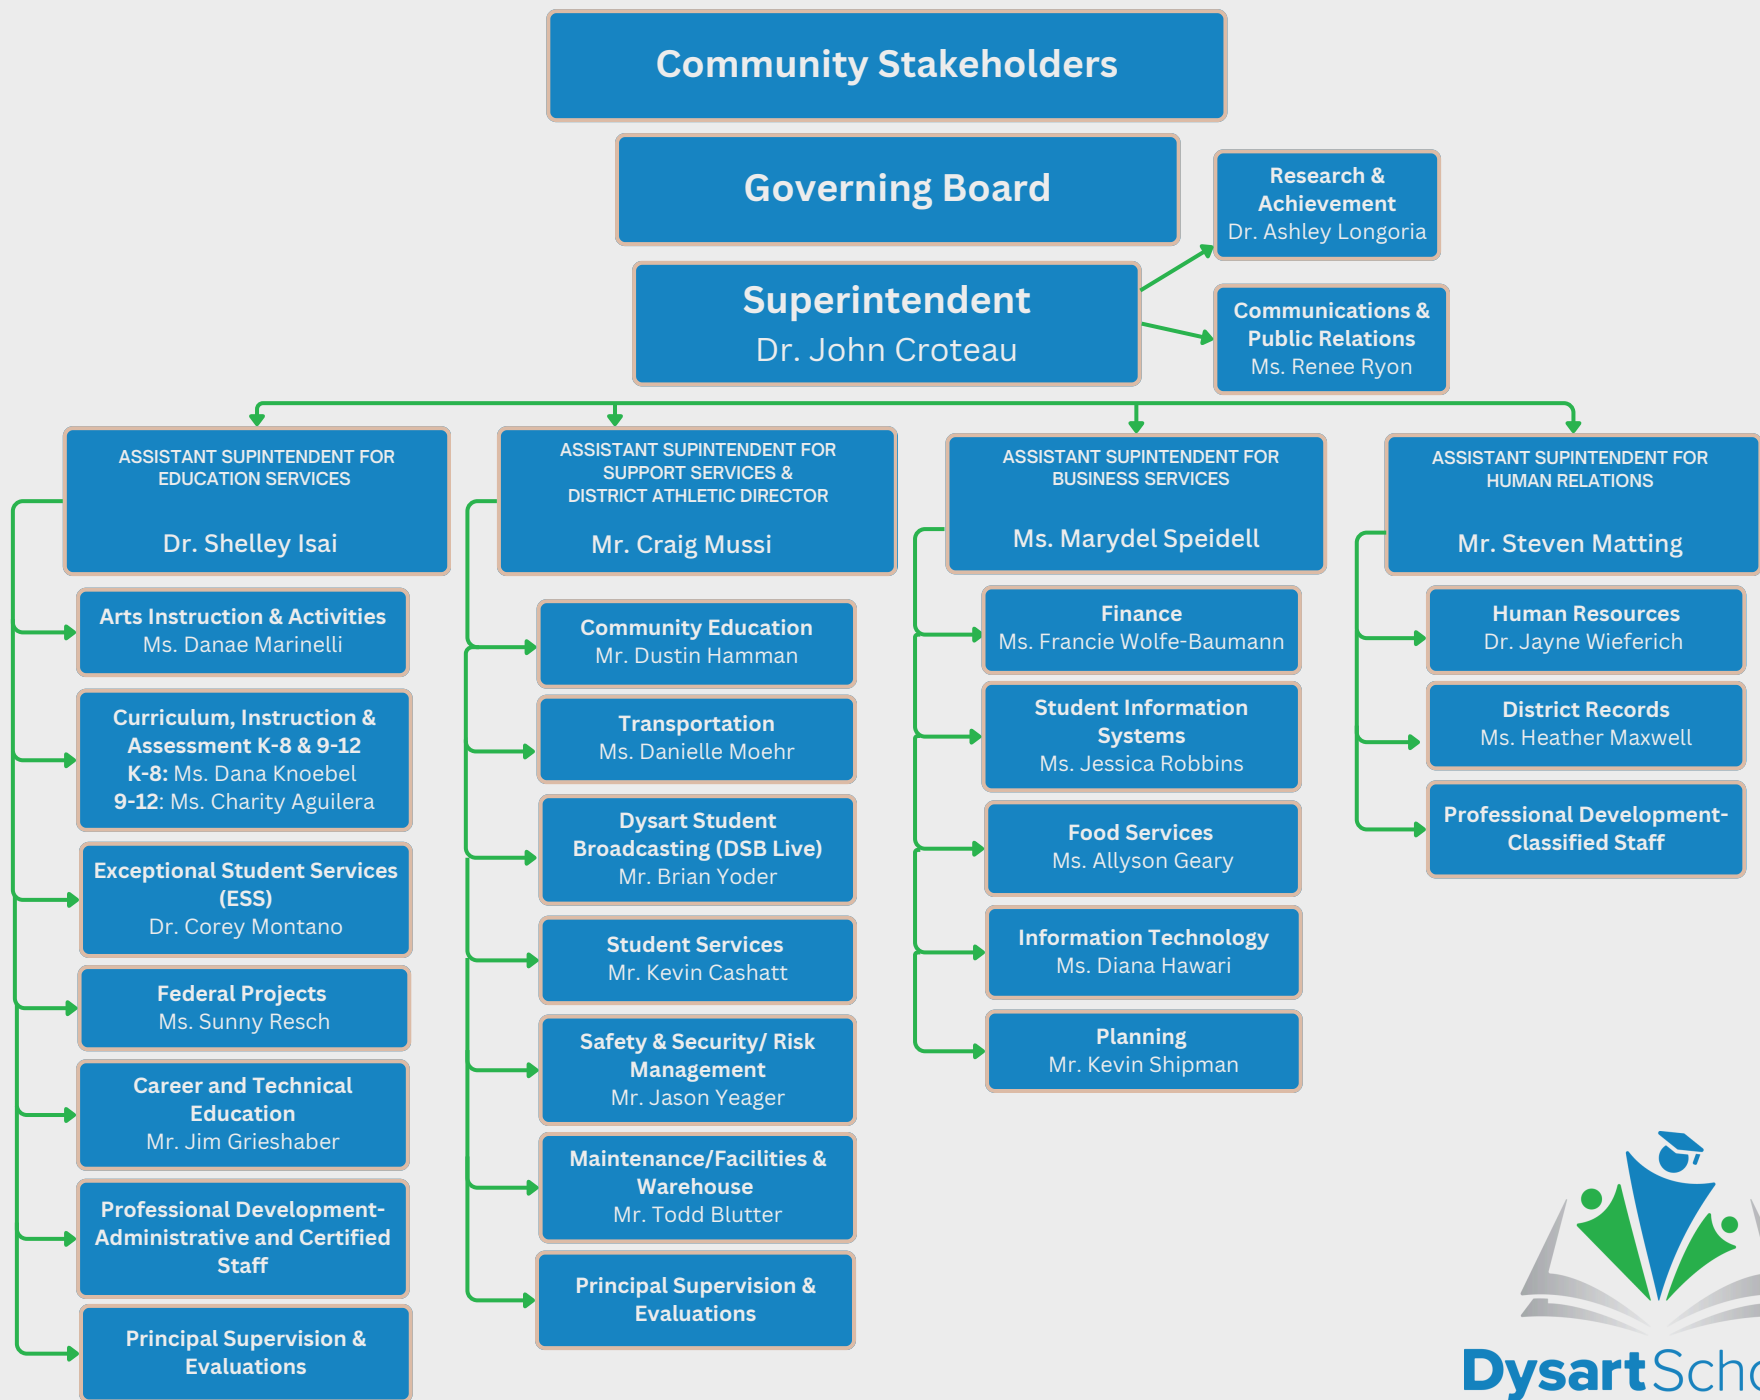 Community Stakeholders
Governing Board
Research &
Achievement
Dr. Ashley Longoria
Superintendent
Dr. John Croteau
Communications &
Public Relations
Ms. Renee Ryon
ASSISTANT SUPINTENDENT FOR
EDUCATION SERVICES
Dr. Shelley Isai
Arts Instruction & Activities
Ms. Danae Marinelli
Curriculum, Instruction &
Assessment K-8 & 9-12
K-8: Ms. Dana Knoebel
9-12: Ms. Charity Aguilera
Exceptional Student Services
(ESS)
Dr. Corey Montano
Federal Projects
Ms. Sunny Resch
Career and Technical
Education
Mr. Jim Grieshaber
Professional Development-
Administrative and Certified
Staff
Principal Supervision &
Evaluations
ASSISTANT SUPINTENDENT FOR
SUPPORT SERVICES &
DISTRICT ATHLETIC DIRECTOR
Mr. Craig Mussi
Community Education
Mr. Dustin Hamman
Transportation
Ms. Danielle Moehr
Dysart Student
Broadcasting (DSB Live)
Mr. Brian Yoder
Student Services
Mr. Kevin Cashatt
Safety & Security/ Risk
Management
Mr. Jason Yeager
Maintenance/Facilities &
Warehouse
Mr. Todd Blutter
Principal Supervision &
Evaluations
ASSISTANT SUPINTENDENT FOR
BUSINESS SERVICES
Ms. Marydel Speidell
Finance
Ms. Francie Wolfe-Baumann
Student Information
Systems
Ms. Jessica Robbins
Food Services
Ms. Allyson Geary
Information Technology
Ms. Diana Hawari
Planning
Mr. Kevin Shipman
ASSISTANT SUPINTENDENT FOR
HUMAN RELATIONS
Mr. Steven Matting
Human Resources
Dr. Jayne Wieferich
District Records
Ms. Heather Maxwell
Professional Development-
Classified Staff
Dysart